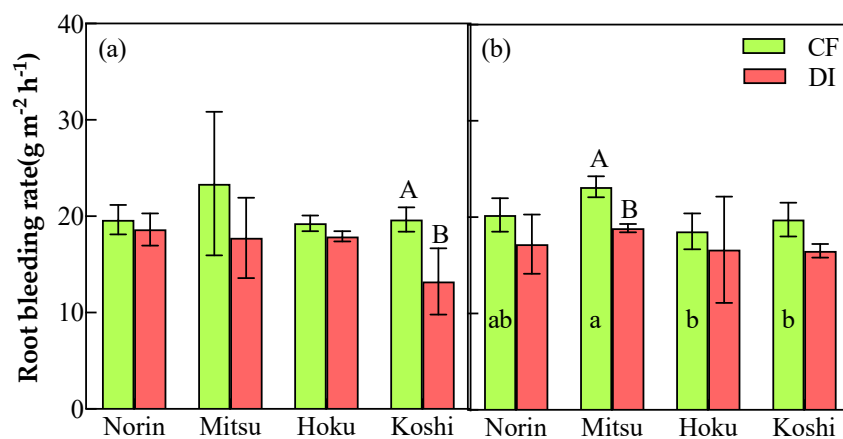 40
30
20
10
0
Root bleeding rate(g m⁻² h⁻¹)
(a)
A
B
Norin Mitsu Hoku Koshi
(b)
CF
DI
A
B
ab a b b
Norin Mitsu Hoku Koshi